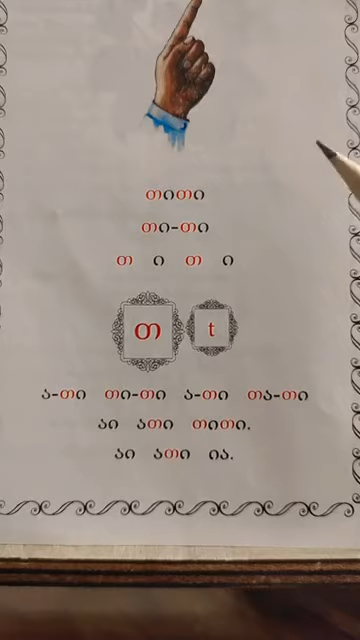 თითი
თი-თი
თ ი თ ი
თ t
ა-თი თი-თი ა-თი თა-თი
აი ათი თითი.
აი ათი ია.